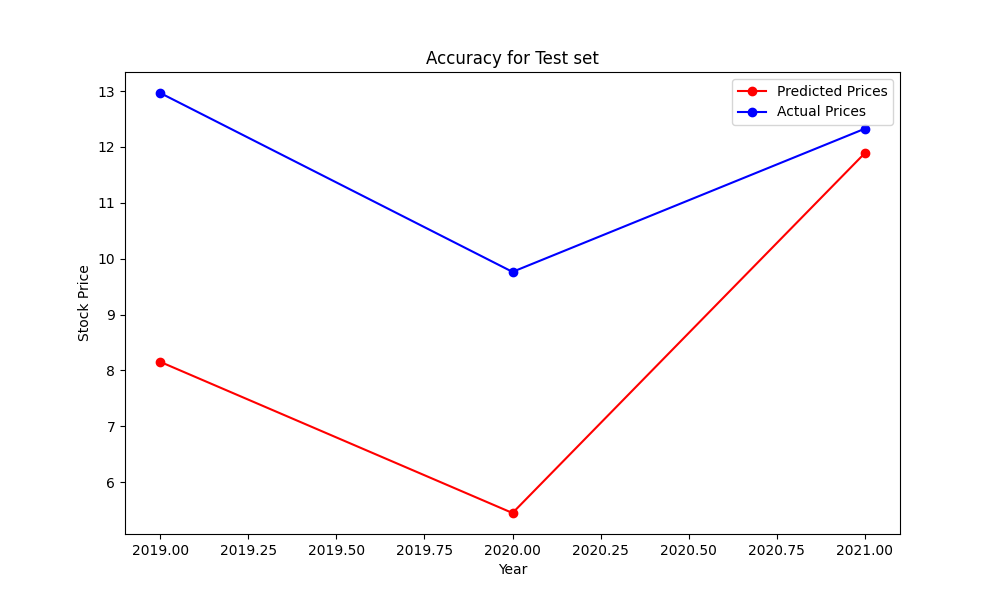 Accuracy for Test set
Predicted Prices
Actual Prices
13
12
11
10
9
8
7
6
Stock Price
2019.00 2019.25 2019.50 2019.75 2020.00 2020.25 2020.50 2020.75 2021.00
Year